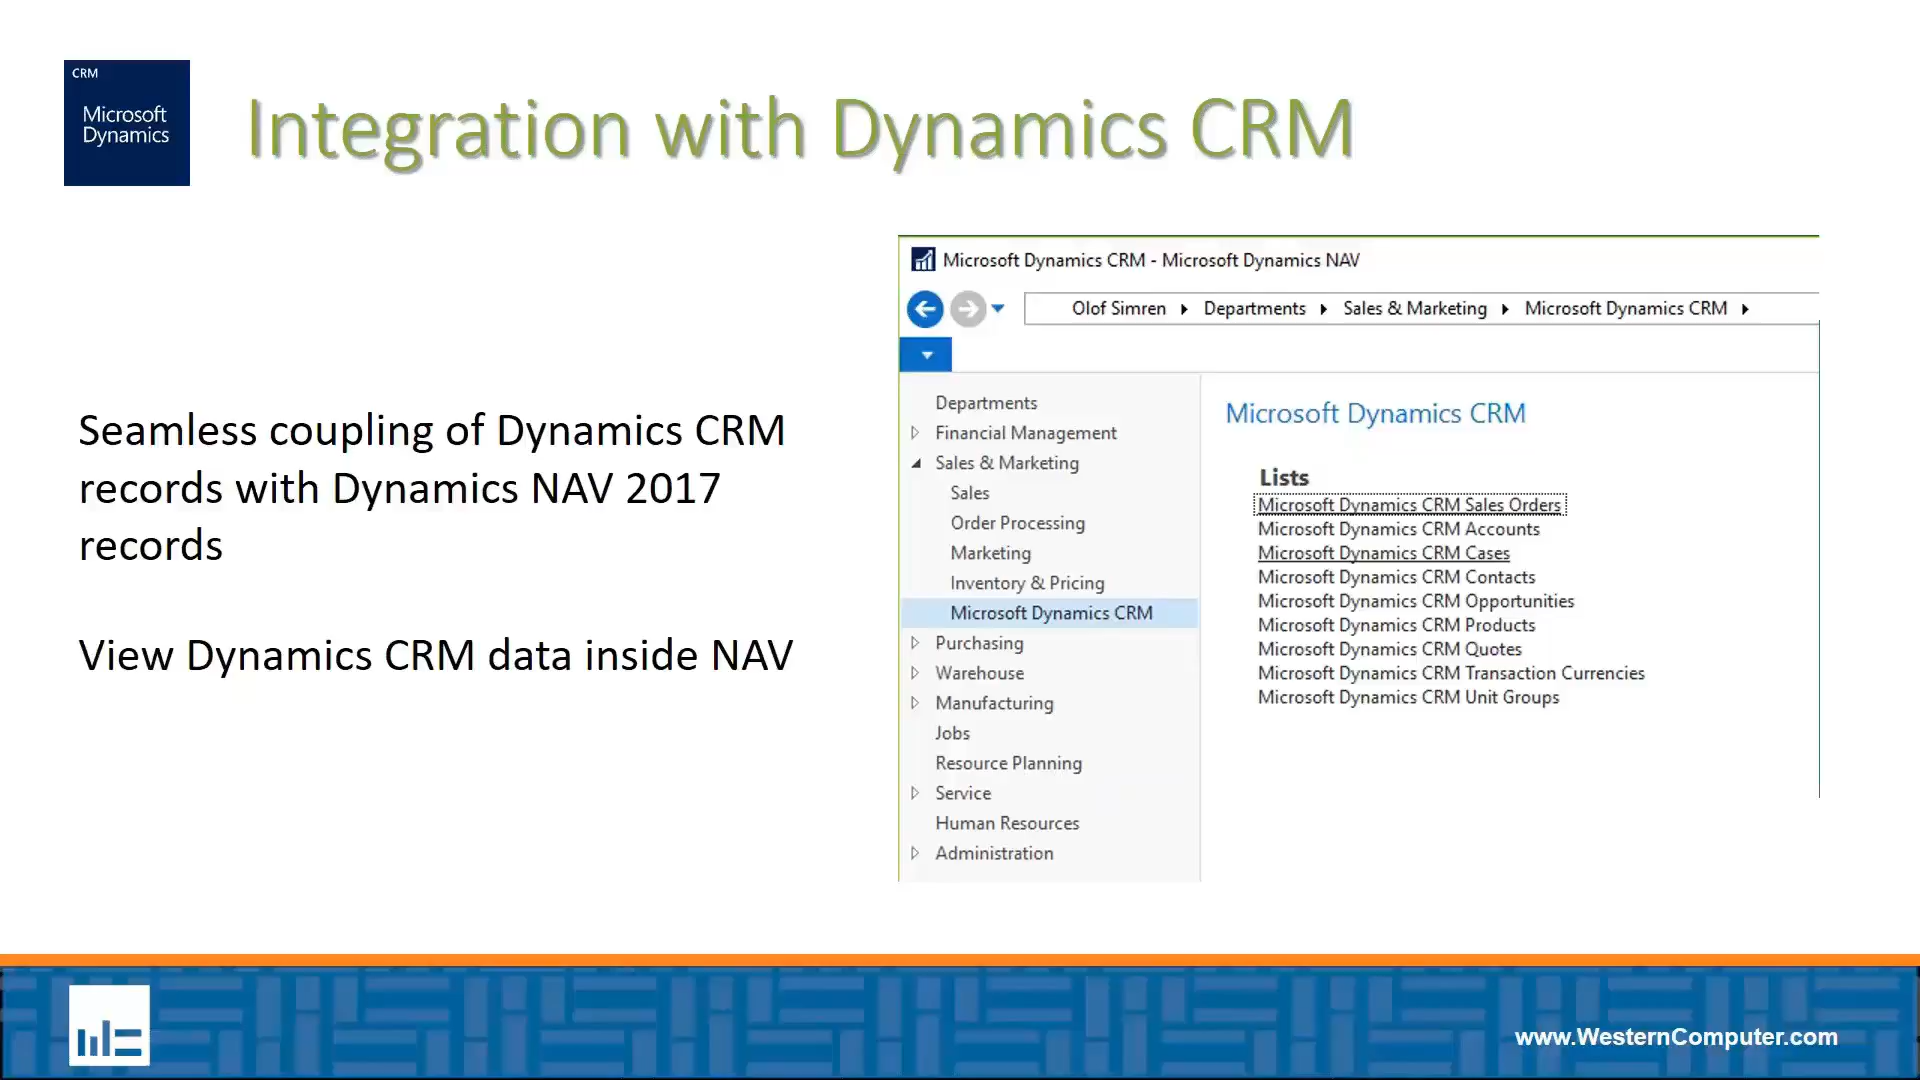 CRM
Microsoft
Dynamics
Integration with Dynamics CRM
Seamless coupling of Dynamics CRM
records with Dynamics NAV 2017
records
View Dynamics CRM data inside NAV
Microsoft Dynamics CRM - Microsoft Dynamics NAV
Olof Simren Departments Sales & Marketing Microsoft Dynamics CRM
Departments
Financial Management
Sales & Marketing
Sales
Order Processing
Marketing
Inventory & Pricing
Microsoft Dynamics CRM
Purchasing
Warehouse
Manufacturing
Jobs
Resource Planning
Service
Human Resources
Administration
Microsoft Dynamics CRM
Lists
Microsoft Dynamics CRM Sales Orders
Microsoft Dynamics CRM Accounts
Microsoft Dynamics CRM Cases
Microsoft Dynamics CRM Contacts
Microsoft Dynamics CRM Opportunities
Microsoft Dynamics CRM Products
Microsoft Dynamics CRM Quotes
Microsoft Dynamics CRM Transaction Currencies
Microsoft Dynamics CRM Unit Groups
www.WesternComputer.com